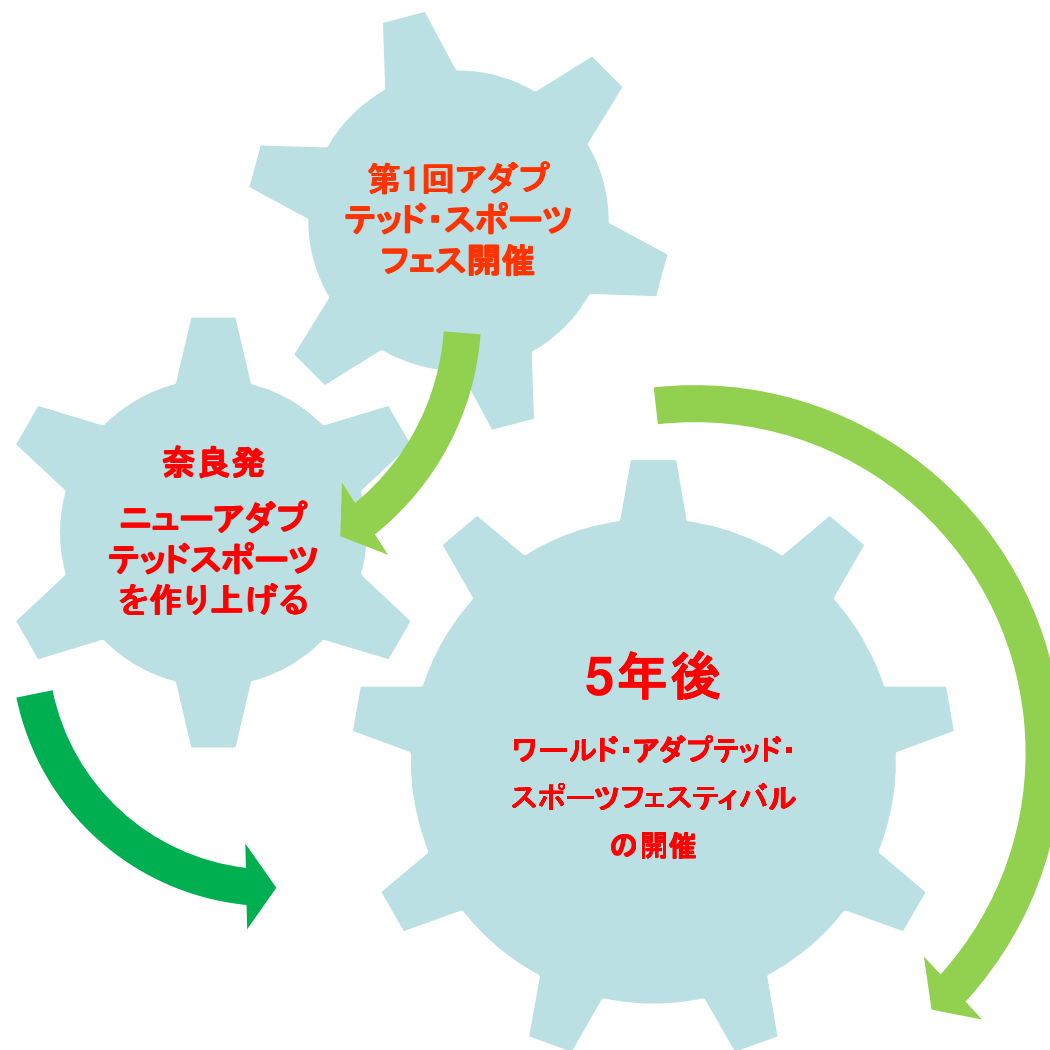 第1回アダプ
テッド・スポーツ
フェス開催
奈良発
ニューアダプ
テッドスポーツ
を作り上げる
5年後
ワールド・アダプテッド・
スポーツフェスティバル
の開催